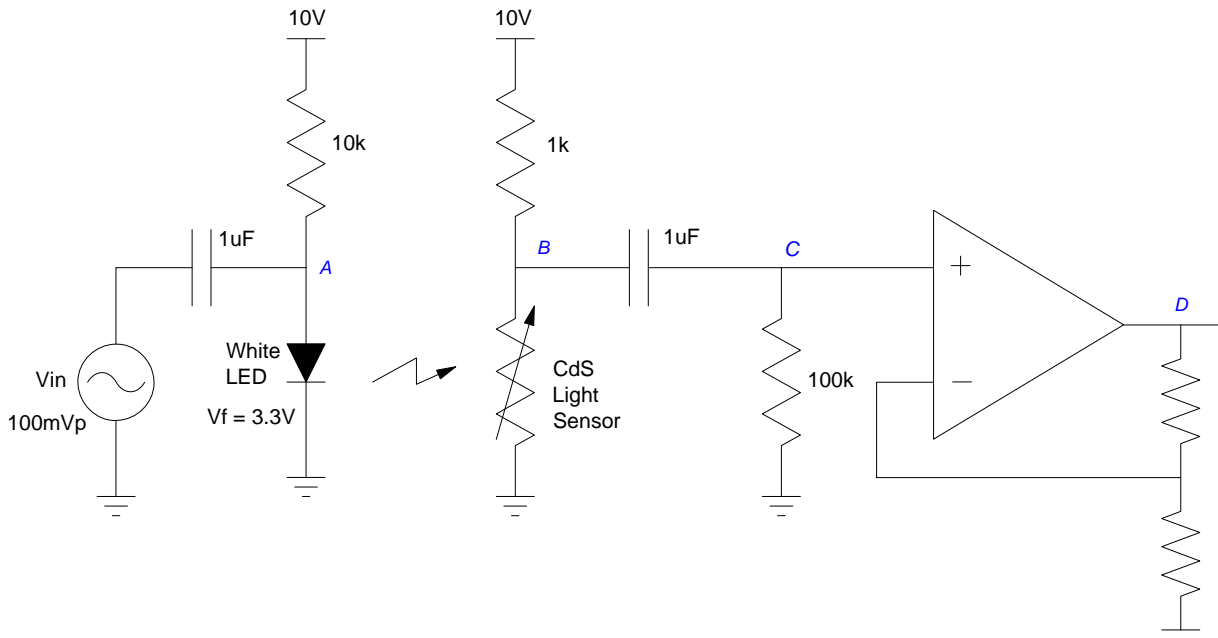 10V
10V
10k
1k
1uF
A
B
1uF
C
D
+
−
Vin
100mVp
White
LED
Vf = 3.3V
CdS
Light
Sensor
100k